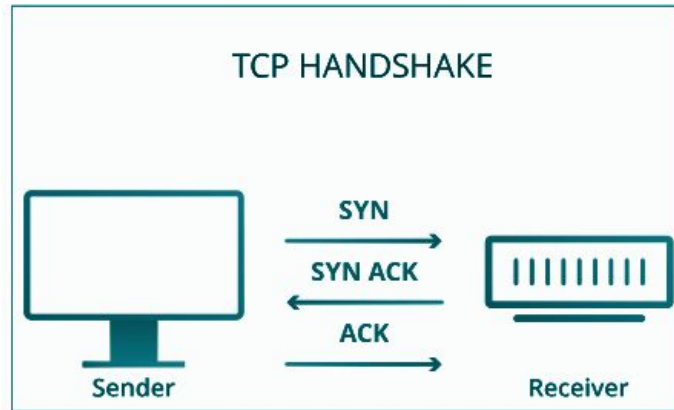 TCP HANDSHAKE
SYN
SYN ACK
ACK
Sender
Receiver